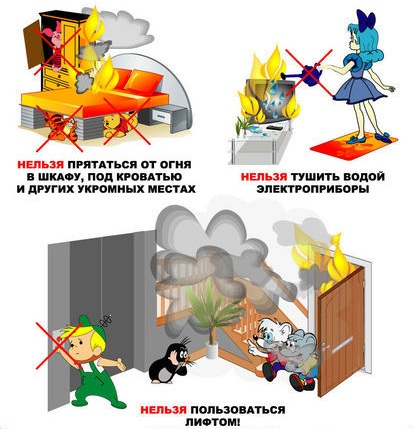 НЕЛЬЗЯ ПРЯТАТЬСЯ ОТ ОГНЯ
В ШКАФУ, ПОД КРОВАТЬЮ
И ДРУГИХ УКРОМНЫХ МЕСТАХ
НЕЛЬЗЯ ТУШИТЬ ВОДОЙ
ЭЛЕКТРОПРИБОРЫ
НЕЛЬЗЯ ПОЛЬЗОВАТЬСЯ
ЛИФТОМ!